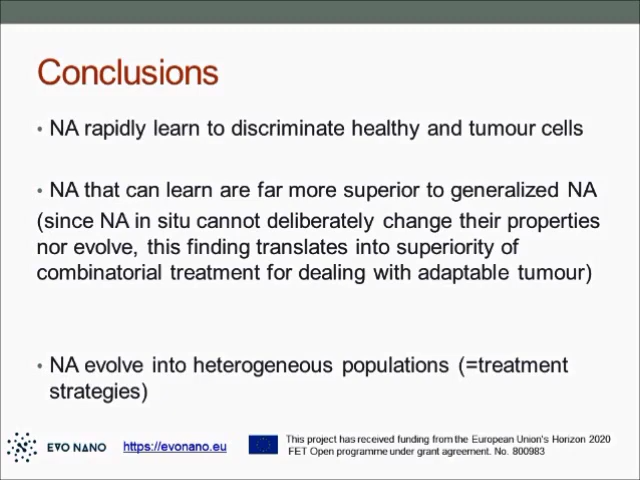 Conclusions
• NA rapidly learn to discriminate healthy and tumour cells
• NA that can learn are far more superior to generalized NA
(since NA in situ cannot deliberately change their properties
nor evolve, this finding translates into superiority of
combinatorial treatment for dealing with adaptable tumour)
• NA evolve into heterogeneous populations (=treatment
strategies)
EVO NANO
https://evonano.eu
This project has received funding from the European Union's Horizon 2020
FET Open programme under grant agreement. No. 800983